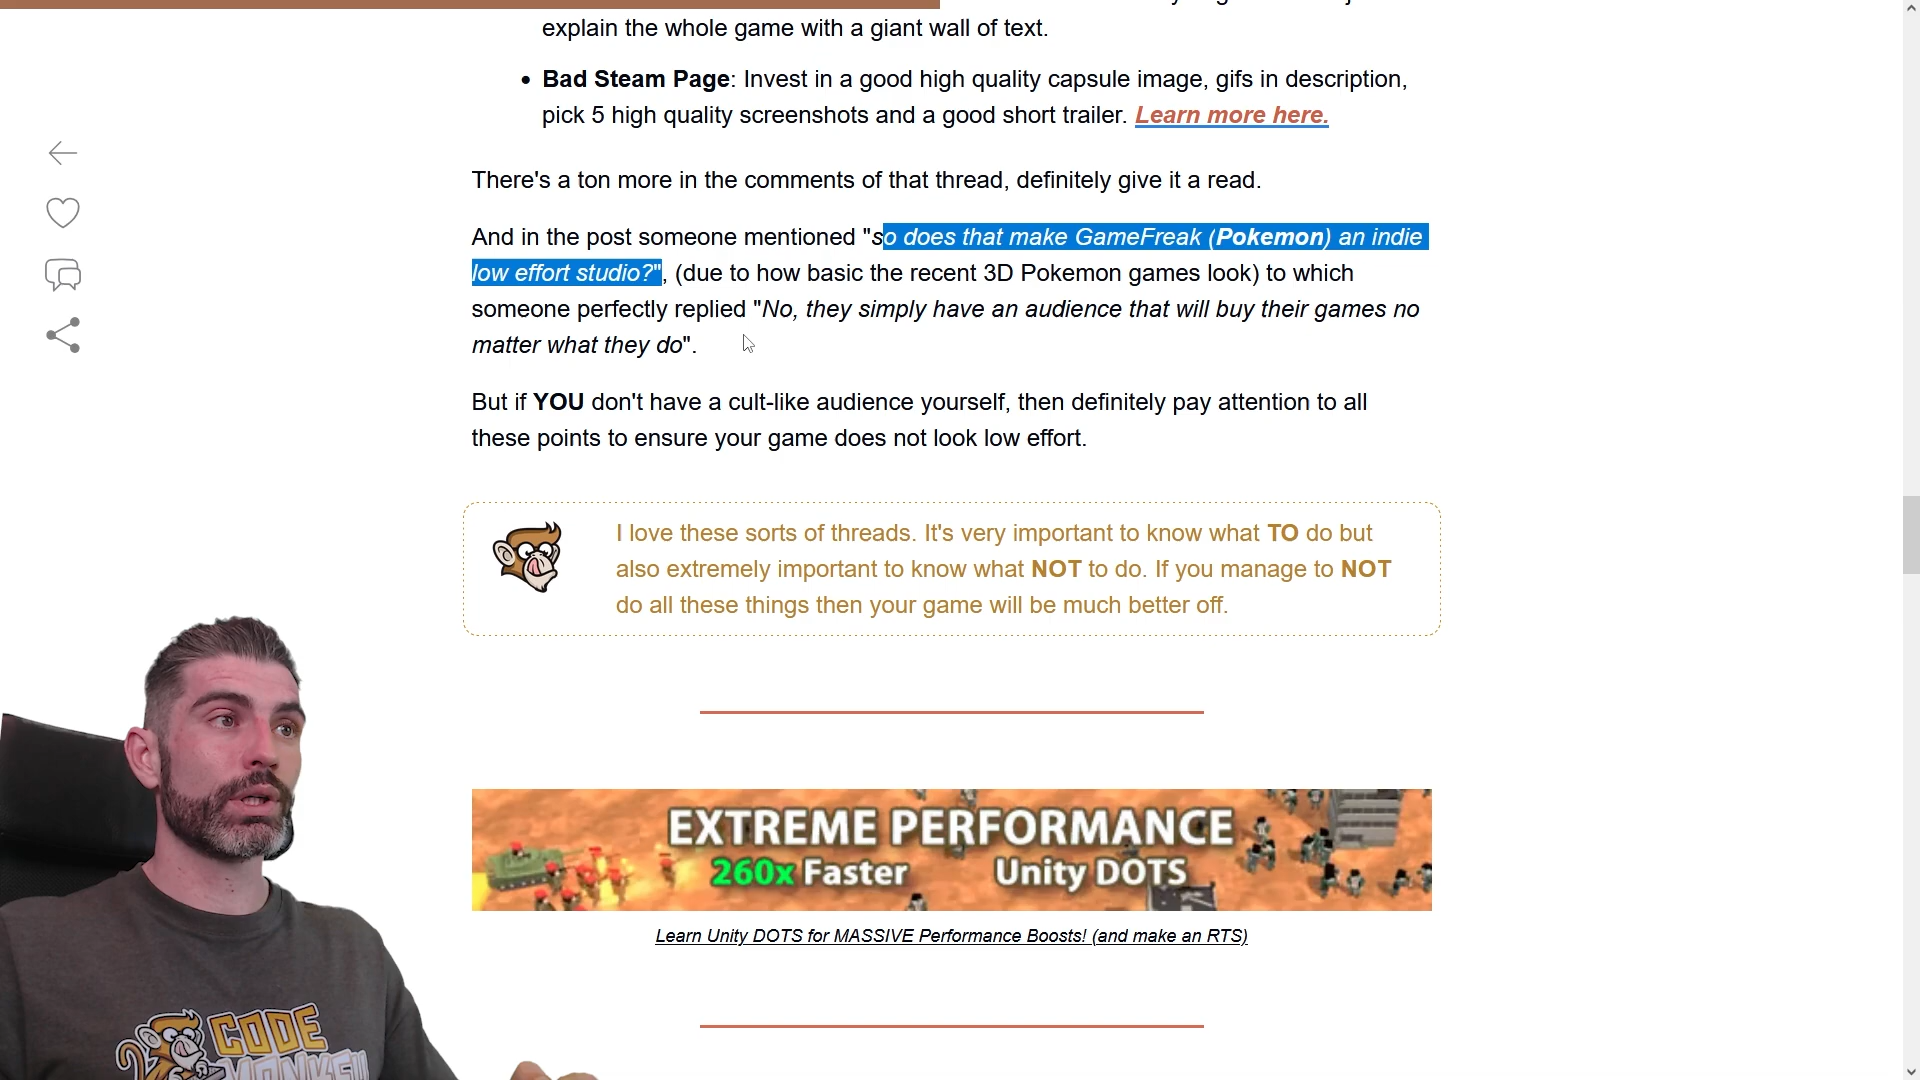 explain the whole game with a giant wall of text.
• Bad Steam Page: Invest in a good high quality capsule image, gifs in description,
pick 5 high quality screenshots and a good short trailer. Learn more here.
There's a ton more in the comments of that thread, definitely give it a read.
And in the post someone mentioned "so does that make GameFreak (Pokemon) an indie
low effort studio?", (due to how basic the recent 3D Pokemon games look) to which
someone perfectly replied "No, they simply have an audience that will buy their games no
matter what they do".
But if YOU don't have a cult-like audience yourself, then definitely pay attention to all
these points to ensure your game does not look low effort.
I love these sorts of threads. It's very important to know what TO do but
also extremely important to know what NOT to do. If you manage to NOT
do all these things then your game will be much better off.
EXTREME PERFORMANCE
260x Faster Unity DOTS
Learn Unity DOTS for MASSIVE Performance Boosts! (and make an RTS)
CODE
MONKEY